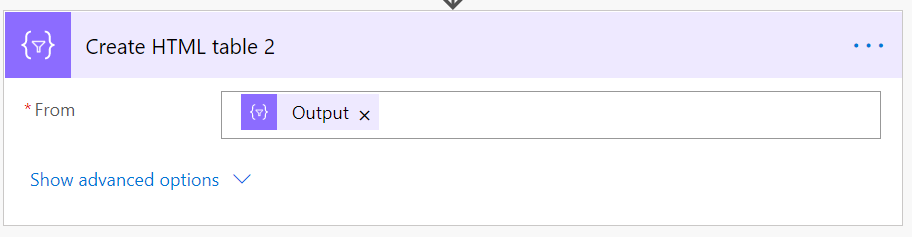 Create HTML table 2
* From
Output ×
Show advanced options